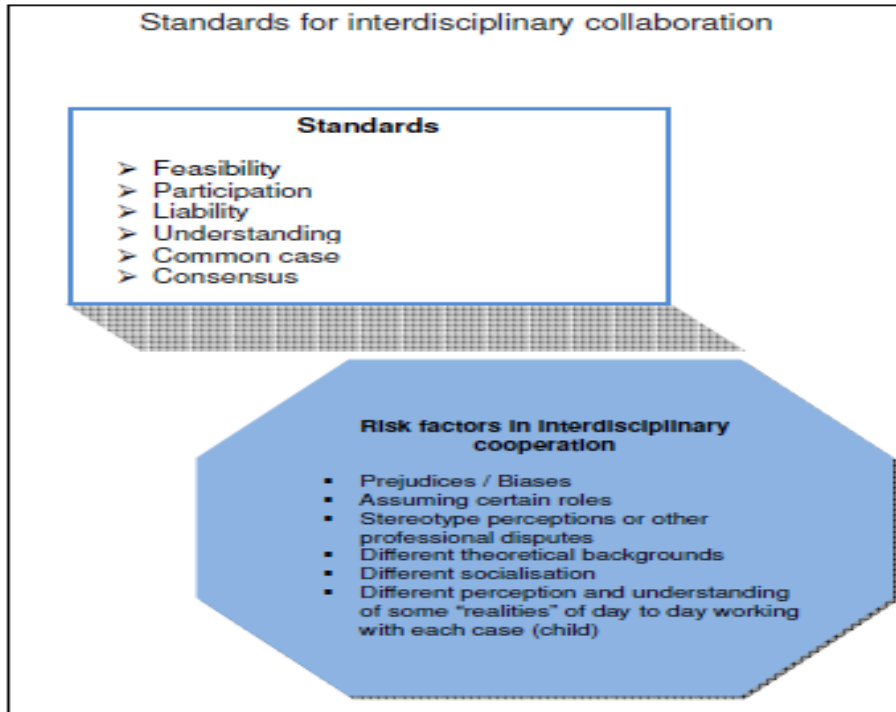 Standards for interdisciplinary collaboration
Standards
➢ Feasibility
➢ Participation
➢ Liability
➢ Understanding
➢ Common case
➢ Consensus
Risk factors in interdisciplinary
cooperation
▪ Prejudices / Biases
▪ Assuming certain roles
▪ Stereotype perceptions or other
professional disputes
▪ Different theoretical backgrounds
▪ Different socialisation
▪ Different perception and understanding
of some “realities” of day to day working
with each case (child)